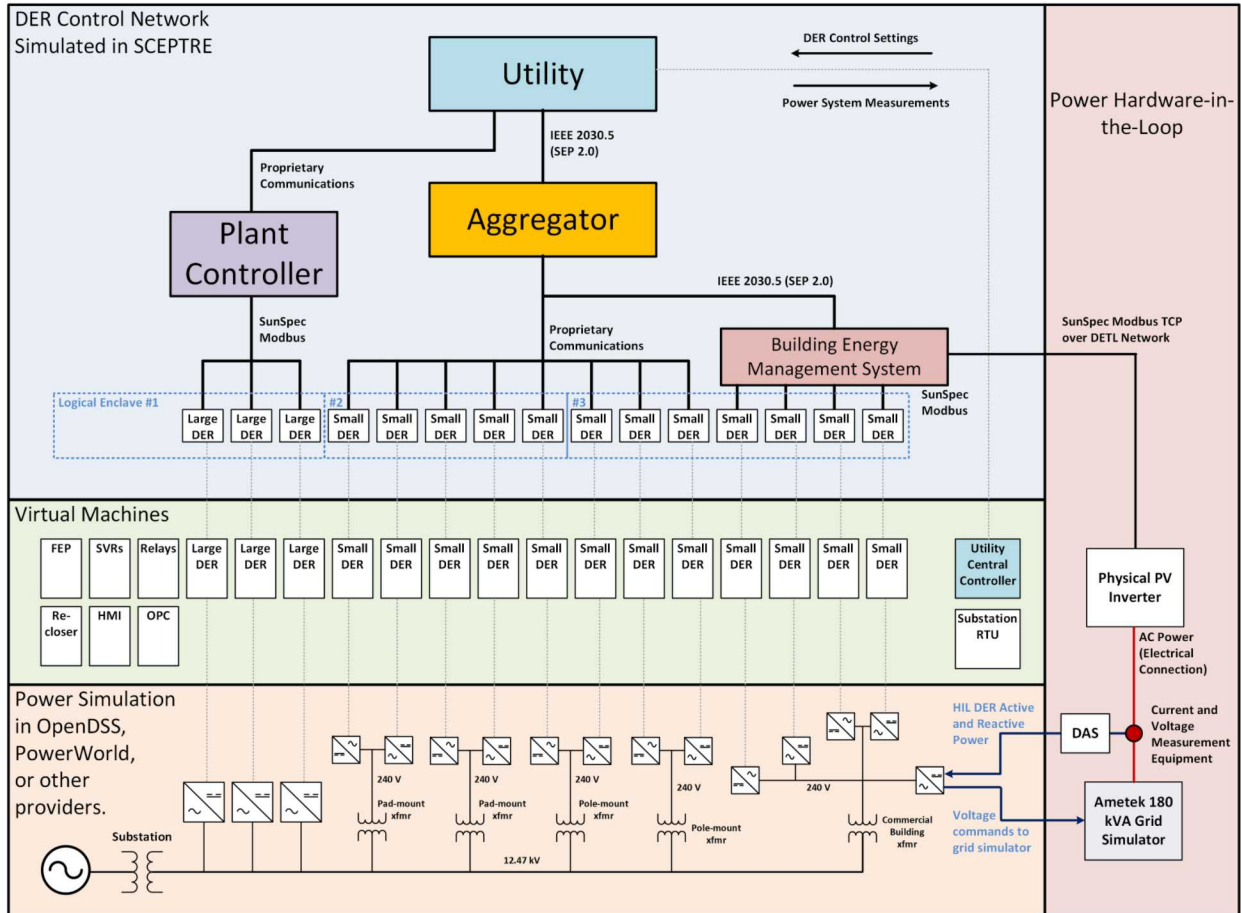 DER Control Network
Simulated in SCEPTRE
Utility
DER Control Settings
Power System Measurements
IEEE 2030.5
(SEP 2.0)
Proprietary
Communications
Plant
Controller
Aggregator
IEEE 2030.5 (SEP 2.0)
SunSpec
Modbus
Proprietary
Communications
Building Energy
Management System
SunSpec
Modbus
Logical Enclave #1
#2
#3
Large
DER
Large
DER
Large
DER
Small
DER
Small
DER
Small
DER
Small
DER
Small
DER
Small
DER
Small
DER
Small
DER
Small
DER
Small
DER
Small
DER
Small
DER
Power Hardware-in-
the-Loop
SunSpec Modbus TCP
over DETL Network
Virtual Machines
FEP
SVRs
Relays
Large
DER
Large
DER
Large
DER
Small
DER
Small
DER
Small
DER
Small
DER
Small
DER
Small
DER
Small
DER
Small
DER
Small
DER
Small
DER
Small
DER
Small
DER
Utility
Central
Controller
Re-
closer
HMI
OPC
Substation
RTU
Physical PV
Inverter
AC Power
(Electrical
Connection)
Power Simulation
in OpenDSS,
PowerWorld,
or other
providers.
Substation
240 V
Pad-mount
xfmr
240 V
Pad-mount
xfmr
240 V
Pole-mount
xfmr
240 V
Pole-mount
xfmr
240 V
Commercial
Building
xfmr
12.47 kV
HIL DER Active
and Reactive
Power
DAS
Current and
Voltage
Measurement
Equipment
Voltage
commands to
grid simulator
Ametek 180
kVA Grid
Simulator